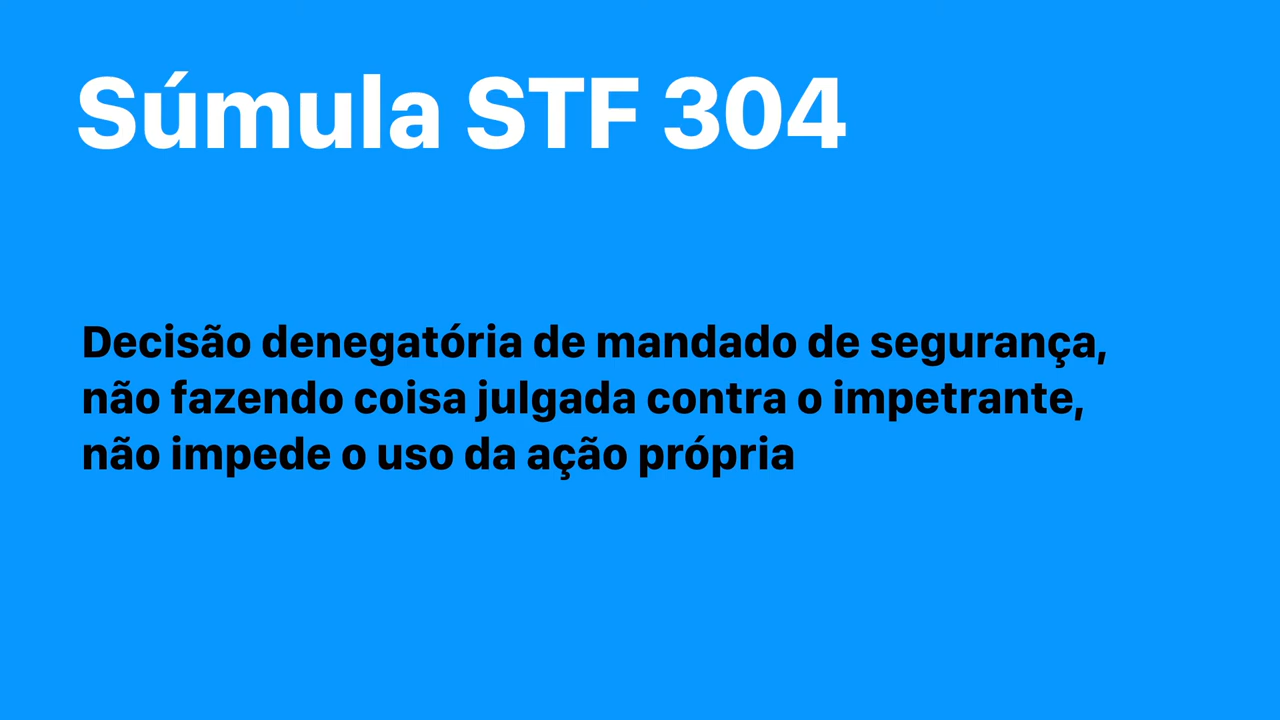 Súmula STF 304
Decisão denegatória de mandado de segurança,
não fazendo coisa julgada contra o impetrante,
não impede o uso da ação própria